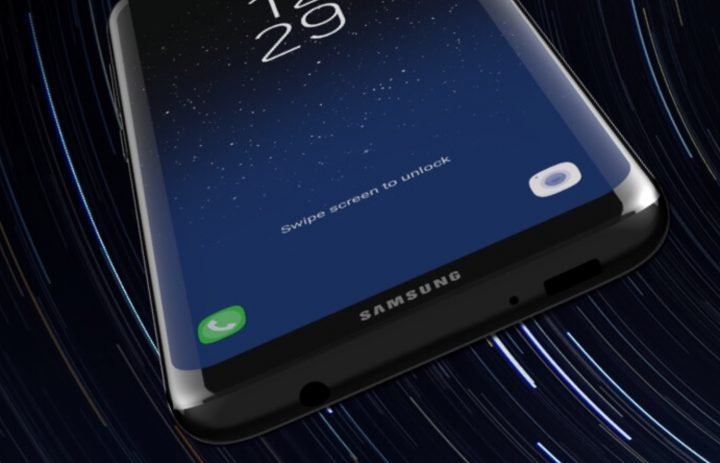 12
29
Swipe screen to unlock
SAMSUNG